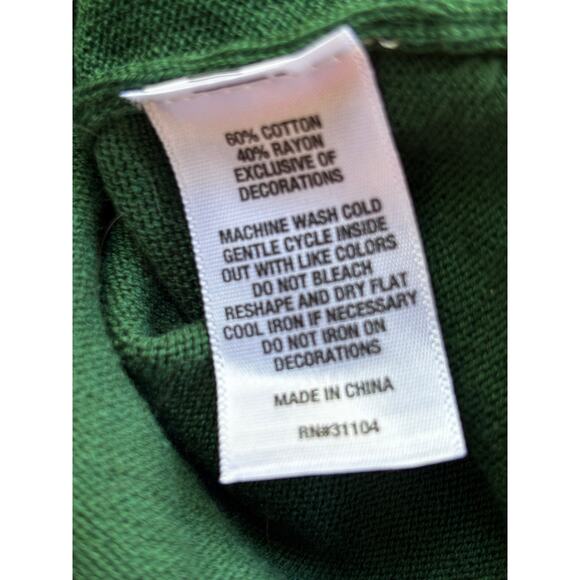 60% COTTON
40% RAYON
EXCLUSIVE OF
DECORATIONS
MACHINE WASH COLD
GENTLE CYCLE INSIDE
OUT WITH LIKE COLORS
DO NOT BLEACH
RESHAPE AND DRY FLAT
COOL IRON IF NECESSARY
DO NOT IRON ON
DECORATIONS
MADE IN CHINA
RN#31104